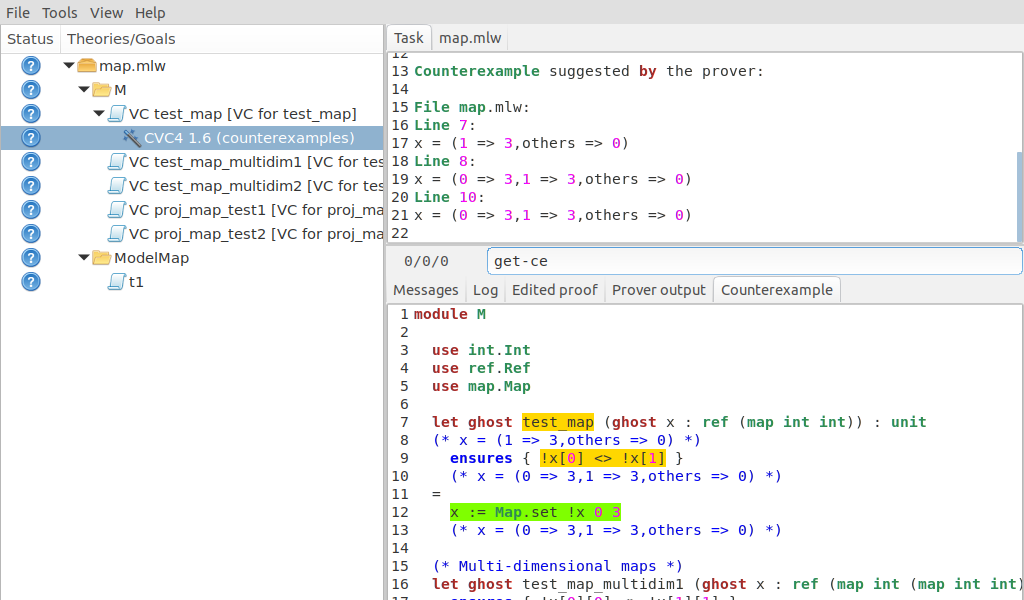 File Tools View Help
Status Theories/Goals
map.mlw
M
VC test_map [VC for test_map]
CVC4 1.6 (counterexamples)
VC test_map_multidim1 [VC for tes
VC test_map_multidim2 [VC for tes
VC proj_map_test1 [VC for proj_ma
VC proj_map_test2 [VC for proj_ma
ModelMap
t1
Task map.mlw
12
13 Counterexample suggested by the prover:
14
15 File map.mlw:
16 Line 7:
17 x = (1 => 3,others => 0)
18 Line 8:
19 x = (0 => 3,1 => 3,others => 0)
20 Line 10:
21 x = (0 => 3,1 => 3,others => 0)
22
0/0/0 get-ce
Messages Log Edited proof Prover output Counterexample
1 module M
2
3 use int.Int
4 use ref.Ref
5 use map.Map
6
7 let ghost test_map (ghost x : ref (map int int)) : unit
8 (* x = (1 => 3,others => 0) *)
9 ensures { !x[0] <> !x[1] }
10 (* x = (0 => 3,1 => 3,others => 0) *)
11 =
12 x := Map.set !x 0 3
13 (* x = (0 => 3,1 => 3,others => 0) *)
14
15 (* Multi-dimensional maps *)
16 let ghost test_map_multidim1 (ghost x : ref (map int (map int int)
17 ensures { !x[0][0]